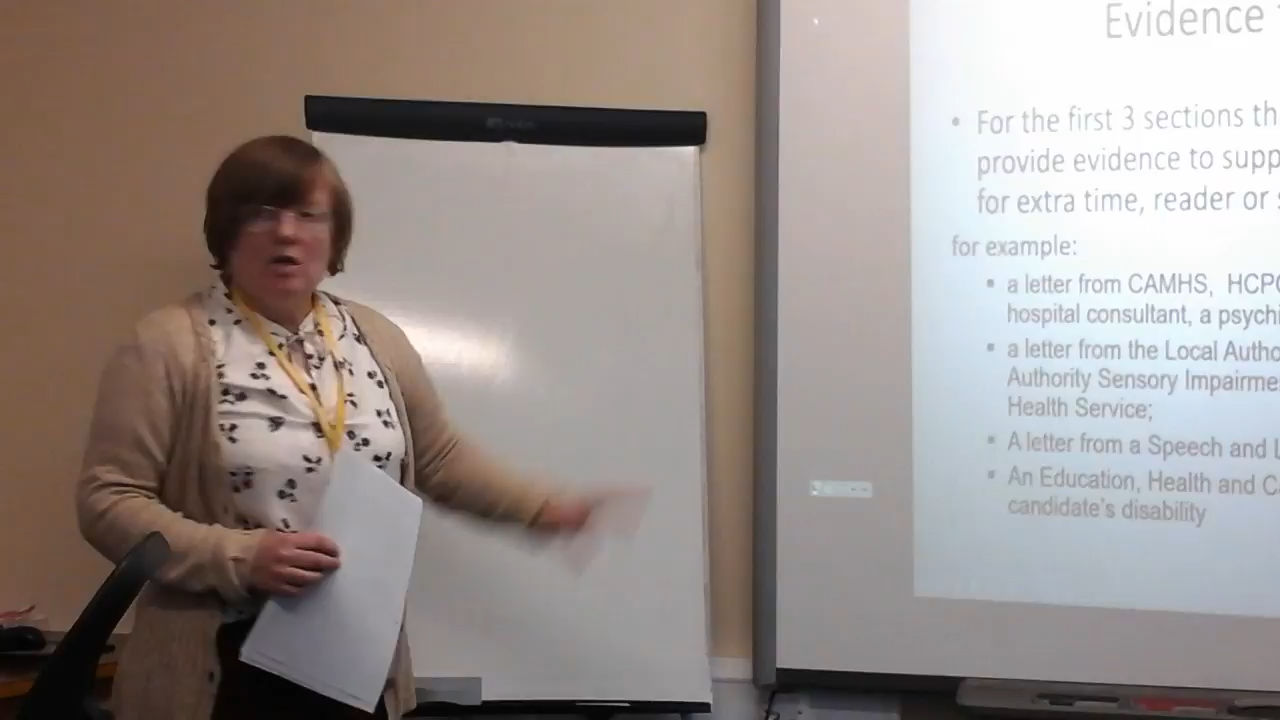 Evidence
For the first 3 sections th
provide evidence to supp
for extra time, reader or s
for example:
a letter from CAMHS, HCPC
hospital consultant, a psychi
a letter from the Local Autho
Authority Sensory Impairme
Health Service;
A letter from a Speech and L
An Education, Health and Ca
candidate's disability